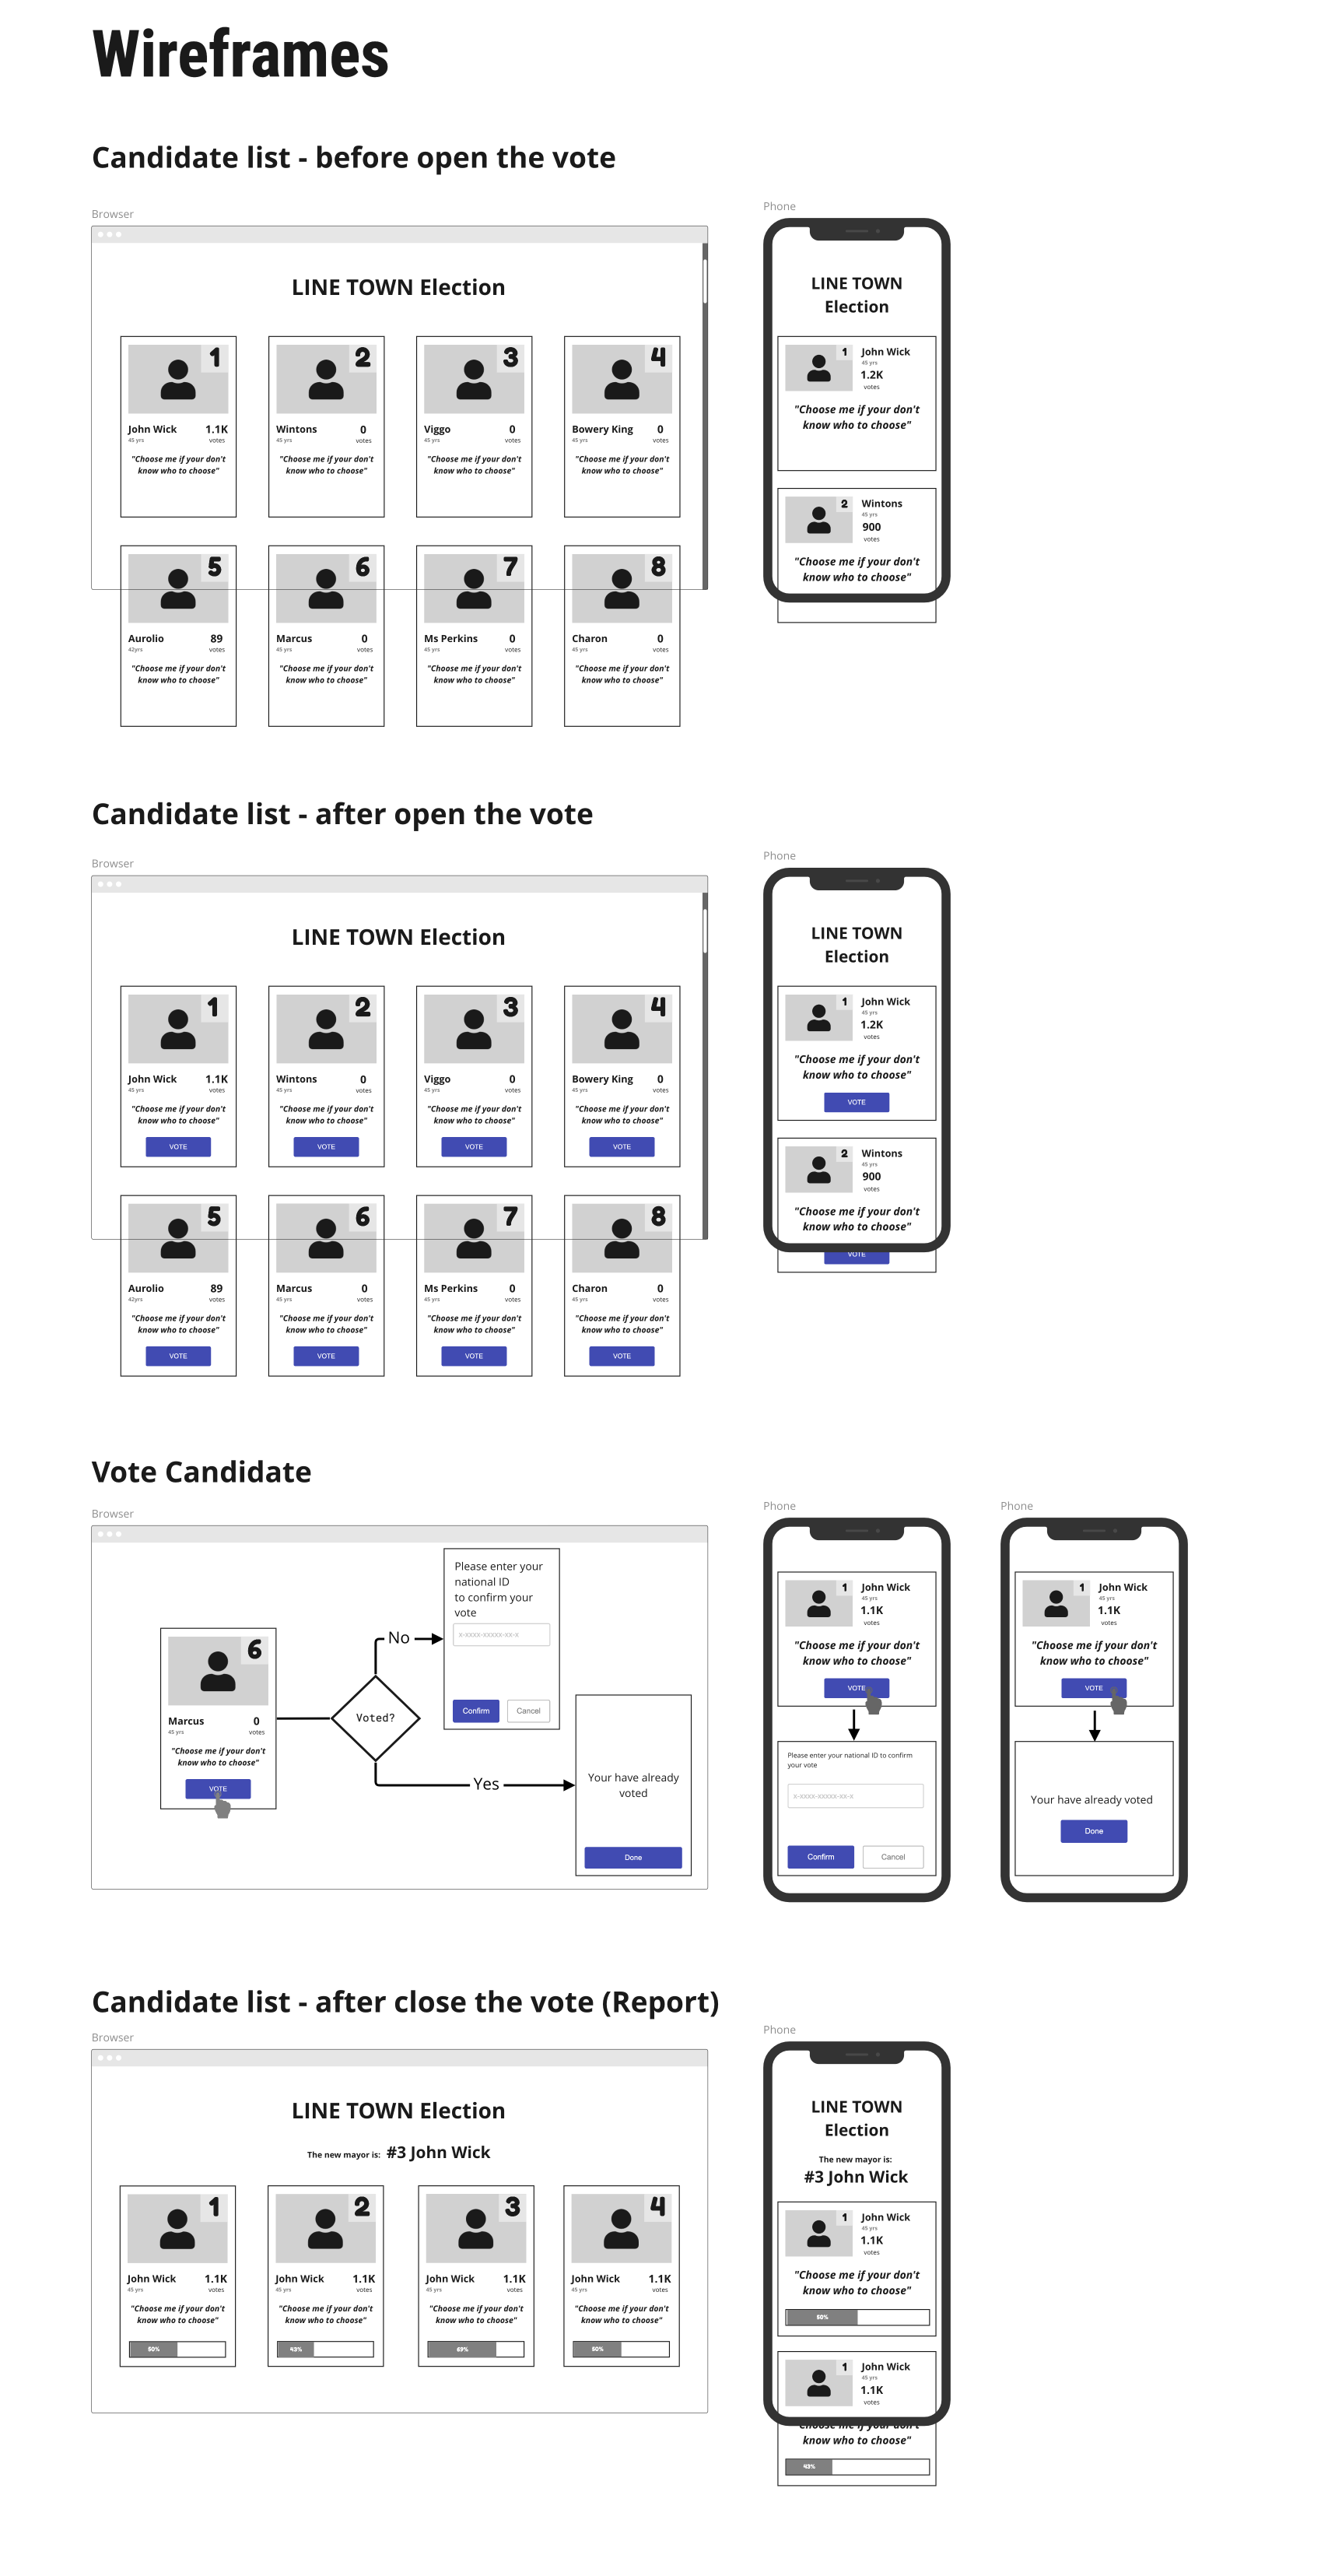 Wireframes
Candidate list - before open the vote
Browser
LINE TOWN Election
1
2
3
4
John Wick 1.1K
45 yrs votes
"Choose me if your don't
know who to choose"
Wintons 0
45 yrs votes
"Choose me if your don't
know who to choose"
Viggo 0
45 yrs votes
"Choose me if your don't
know who to choose"
Bowery King 0
45 yrs votes
"Choose me if your don't
know who to choose"
5
6
7
8
Aurolio 89
42yrs votes
"Choose me if your don't
know who to choose"
Marcus 0
45 yrs votes
"Choose me if your don't
know who to choose"
Ms Perkins 0
45 yrs votes
"Choose me if your don't
know who to choose"
Charon 0
45 yrs votes
"Choose me if your don't
know who to choose"
Phone
LINE TOWN
Election
1 John Wick
45 yrs
1.2K
votes
"Choose me if your don't
know who to choose"
2 Wintons
45 yrs
900
votes
"Choose me if your don't
know who to choose"
Candidate list - after open the vote
Browser
LINE TOWN Election
1
2
3
4
John Wick 1.1K
45 yrs votes
"Choose me if your don't
know who to choose"
VOTE
Wintons 0
45 yrs votes
"Choose me if your don't
know who to choose"
VOTE
Viggo 0
45 yrs votes
"Choose me if your don't
know who to choose"
VOTE
Bowery King 0
45 yrs votes
"Choose me if your don't
know who to choose"
VOTE
5
6
7
8
Aurolio 89
42yrs votes
"Choose me if your don't
know who to choose"
VOTE
Marcus 0
45 yrs votes
"Choose me if your don't
know who to choose"
VOTE
Ms Perkins 0
45 yrs votes
"Choose me if your don't
know who to choose"
VOTE
Charon 0
45 yrs votes
"Choose me if your don't
know who to choose"
VOTE
Phone
LINE TOWN
Election
1 John Wick
45 yrs
1.2K
votes
"Choose me if your don't
know who to choose"
VOTE
2 Wintons
45 yrs
900
votes
"Choose me if your don't
know who to choose"
VOTE
Vote Candidate
Browser
6
Marcus 0
45 yrs votes
"Choose me if your don't
know who to choose"
VOTE
Voted?
No
Please enter your
national ID
to confirm your
vote
x-xxxx-xxxxx-xx-x
Confirm Cancel
Yes
Your have already
voted
Done
Phone
1 John Wick
45 yrs
1.1K
votes
"Choose me if your don't
know who to choose"
VOTE
Please enter your national ID to confirm
your vote
x-xxxx-xxxxx-xx-x
Confirm Cancel
Phone
1 John Wick
45 yrs
1.1K
votes
"Choose me if your don't
know who to choose"
VOTE
Your have already voted
Done
Candidate list - after close the vote (Report)
Browser
LINE TOWN Election
The new mayor is: #3 John Wick
1
2
3
4
John Wick 1.1K
45 yrs votes
"Choose me if your don't
know who to choose"
50%
John Wick 1.1K
45 yrs votes
"Choose me if your don't
know who to choose"
43%
John Wick 1.1K
45 yrs votes
"Choose me if your don't
know who to choose"
69%
John Wick 1.1K
45 yrs votes
"Choose me if your don't
know who to choose"
50%
Phone
LINE TOWN
Election
The new mayor is:
#3 John Wick
1 John Wick
45 yrs
1.1K
votes
"Choose me if your don't
know who to choose"
50%
1 John Wick
45 yrs
1.1K
votes
"Choose me if your don't
know who to choose"
43%